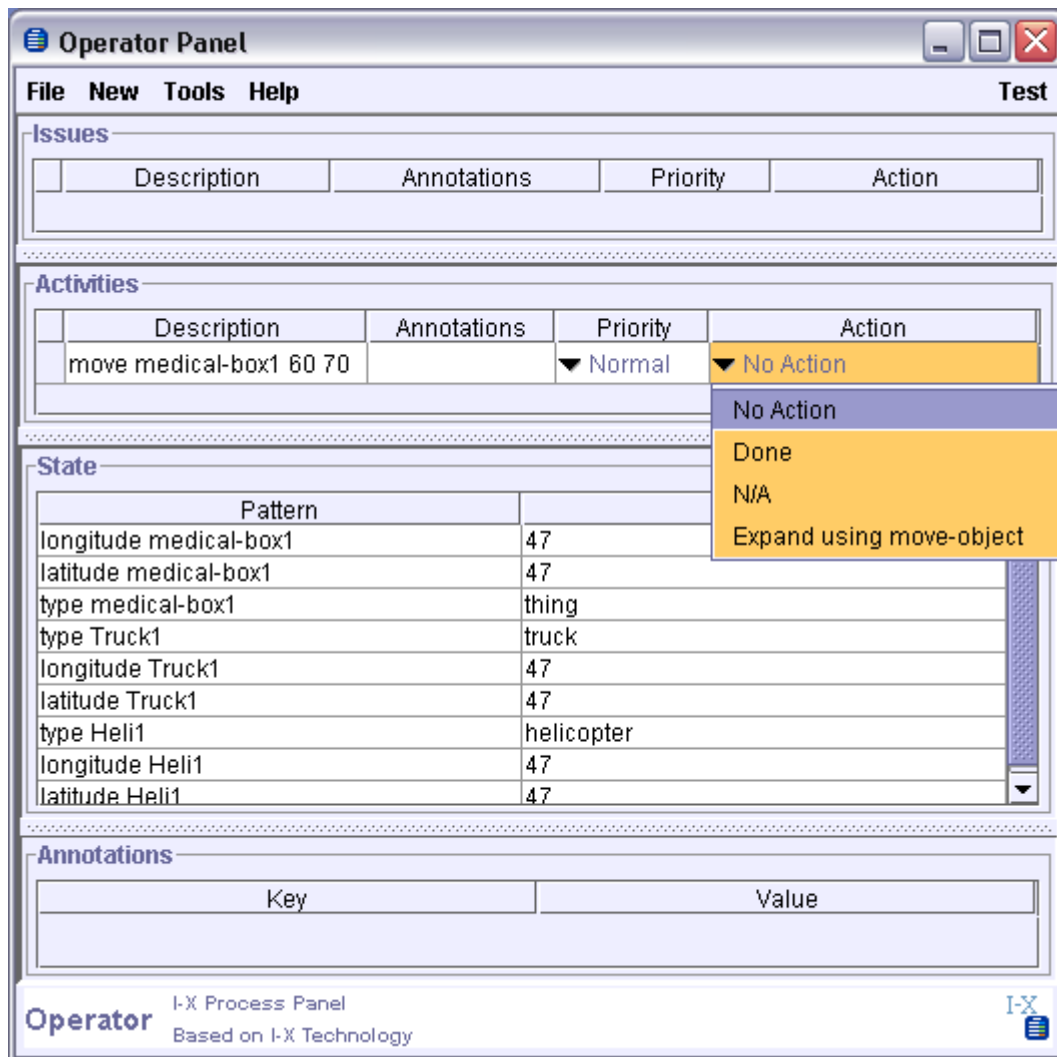 Operator Panel
File New Tools Help Test
Issues
Description Annotations Priority Action
Activities
Description Annotations Priority Action
move medical-box1 60 70 Normal No Action
No Action
Done
N/A
Expand using move-object
State
Pattern
longitude medical-box1 47
latitude medical-box1 47
type medical-box1 thing
type Truck1 truck
longitude Truck1 47
latitude Truck1 47
type Heli1 helicopter
longitude Heli1 47
latitude Heli1 47
Annotations
Key Value
Operator I-X Process Panel I-X
Based on I-X Technology